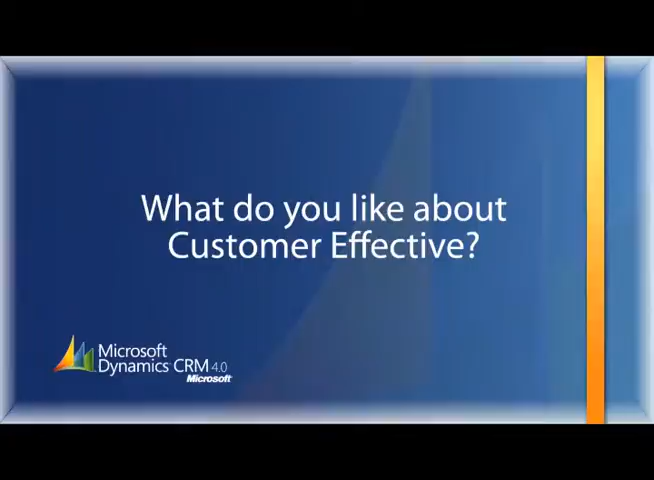 What do you like about
Customer Effective?
Microsoft
Dynamics CRM 4.0
Microsoft